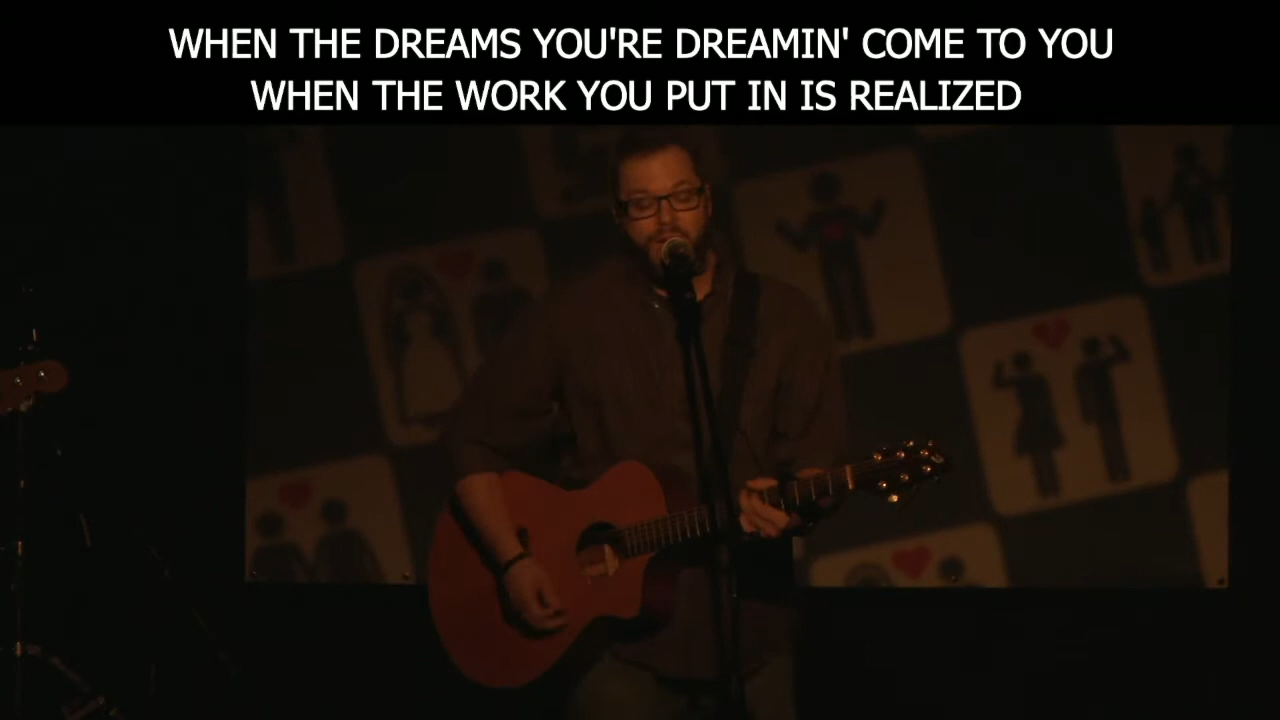 WHEN THE DREAMS YOU'RE DREAMIN' COME TO YOU
WHEN THE WORK YOU PUT IN IS REALIZED